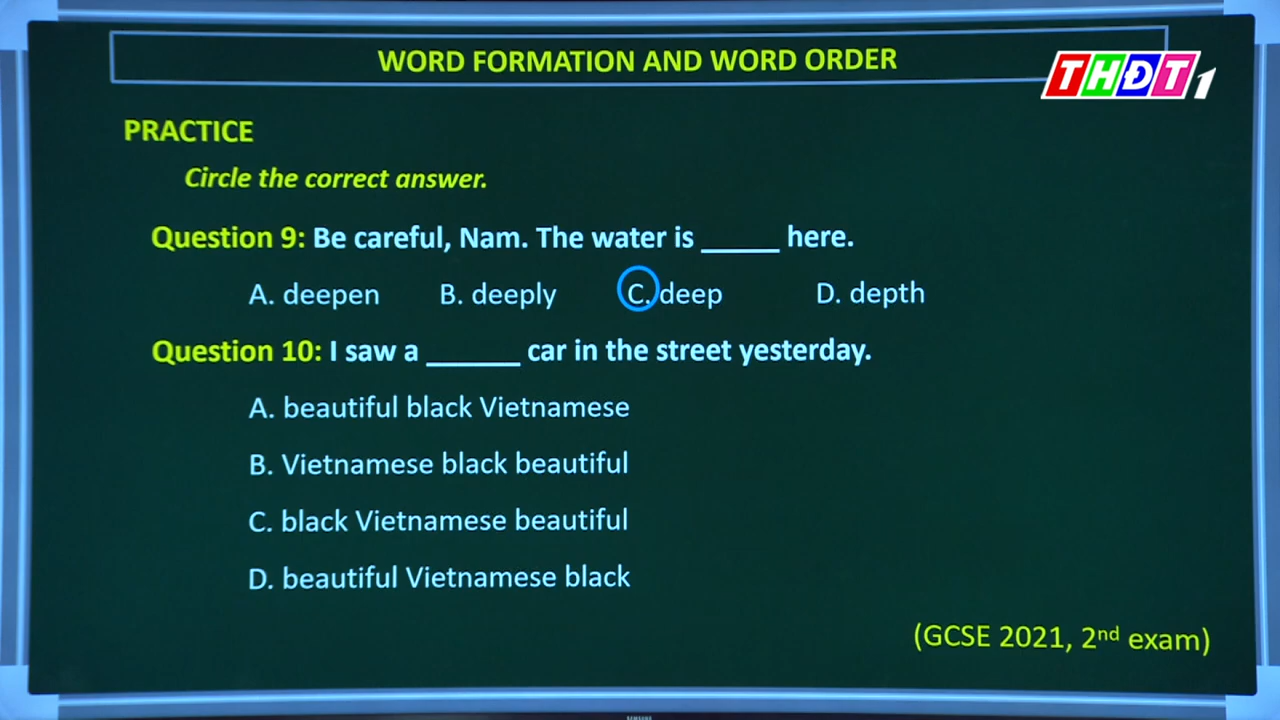 WORD FORMATION AND WORD ORDER
THĐT1
PRACTICE
Circle the correct answer.
Question 9: Be careful, Nam. The water is _____ here.
A. deepen B. deeply C. deep D. depth
Question 10: I saw a ______ car in the street yesterday.
A. beautiful black Vietnamese
B. Vietnamese black beautiful
C. black Vietnamese beautiful
D. beautiful Vietnamese black
(GCSE 2021, 2nd exam)
SAMSUNG